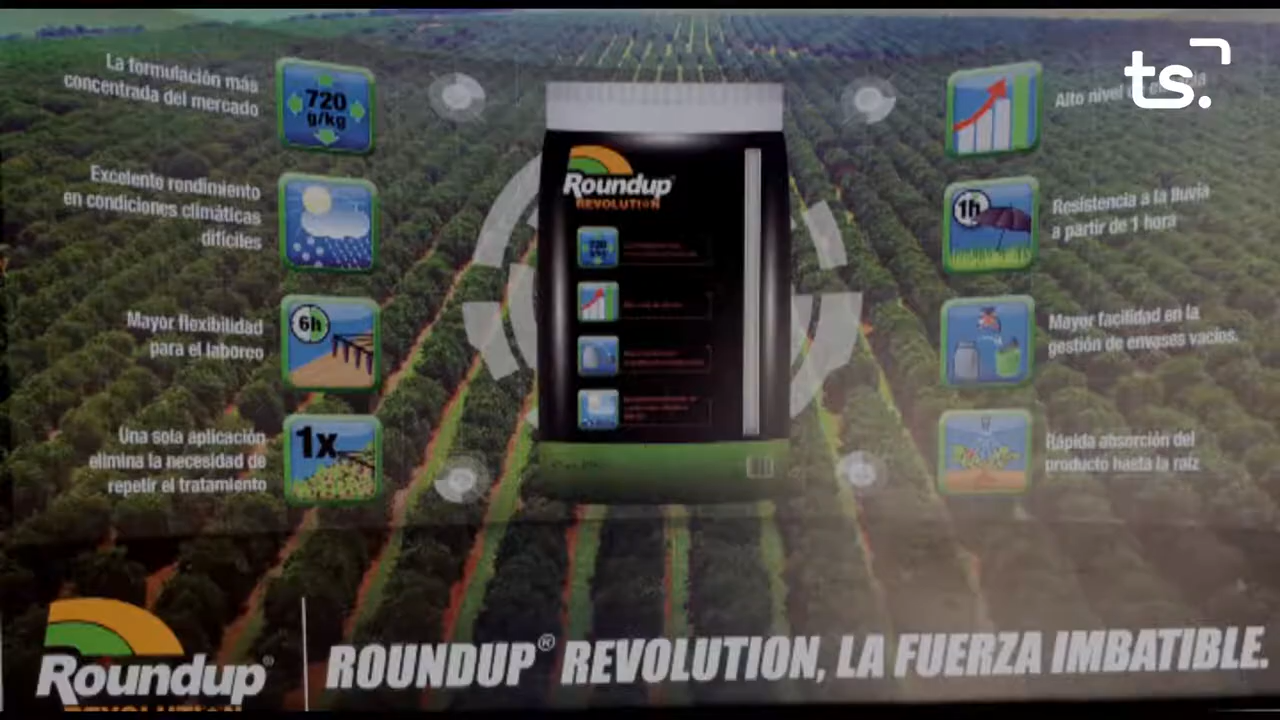 La formulación más
concentrada del mercado
720
g/kg
Excelente rendimiento
en condiciones climáticas
difíciles
6h
Mayor flexibilidad
para el laboreo
1x
Una sola aplicación
elimina la necesidad de
repetir el tratamiento
Roundup®
REVOLUTION
ts.
Alto nivel
1h
Resistencia a la lluvia
a partir de 1 hora
Mayor facilidad en la
gestión de envases vacíos.
Rápida absorción del
producto hasta la raíz
Roundup®
REVOLUTION
ROUNDUP® REVOLUTION, LA FUERZA IMBATIBLE.